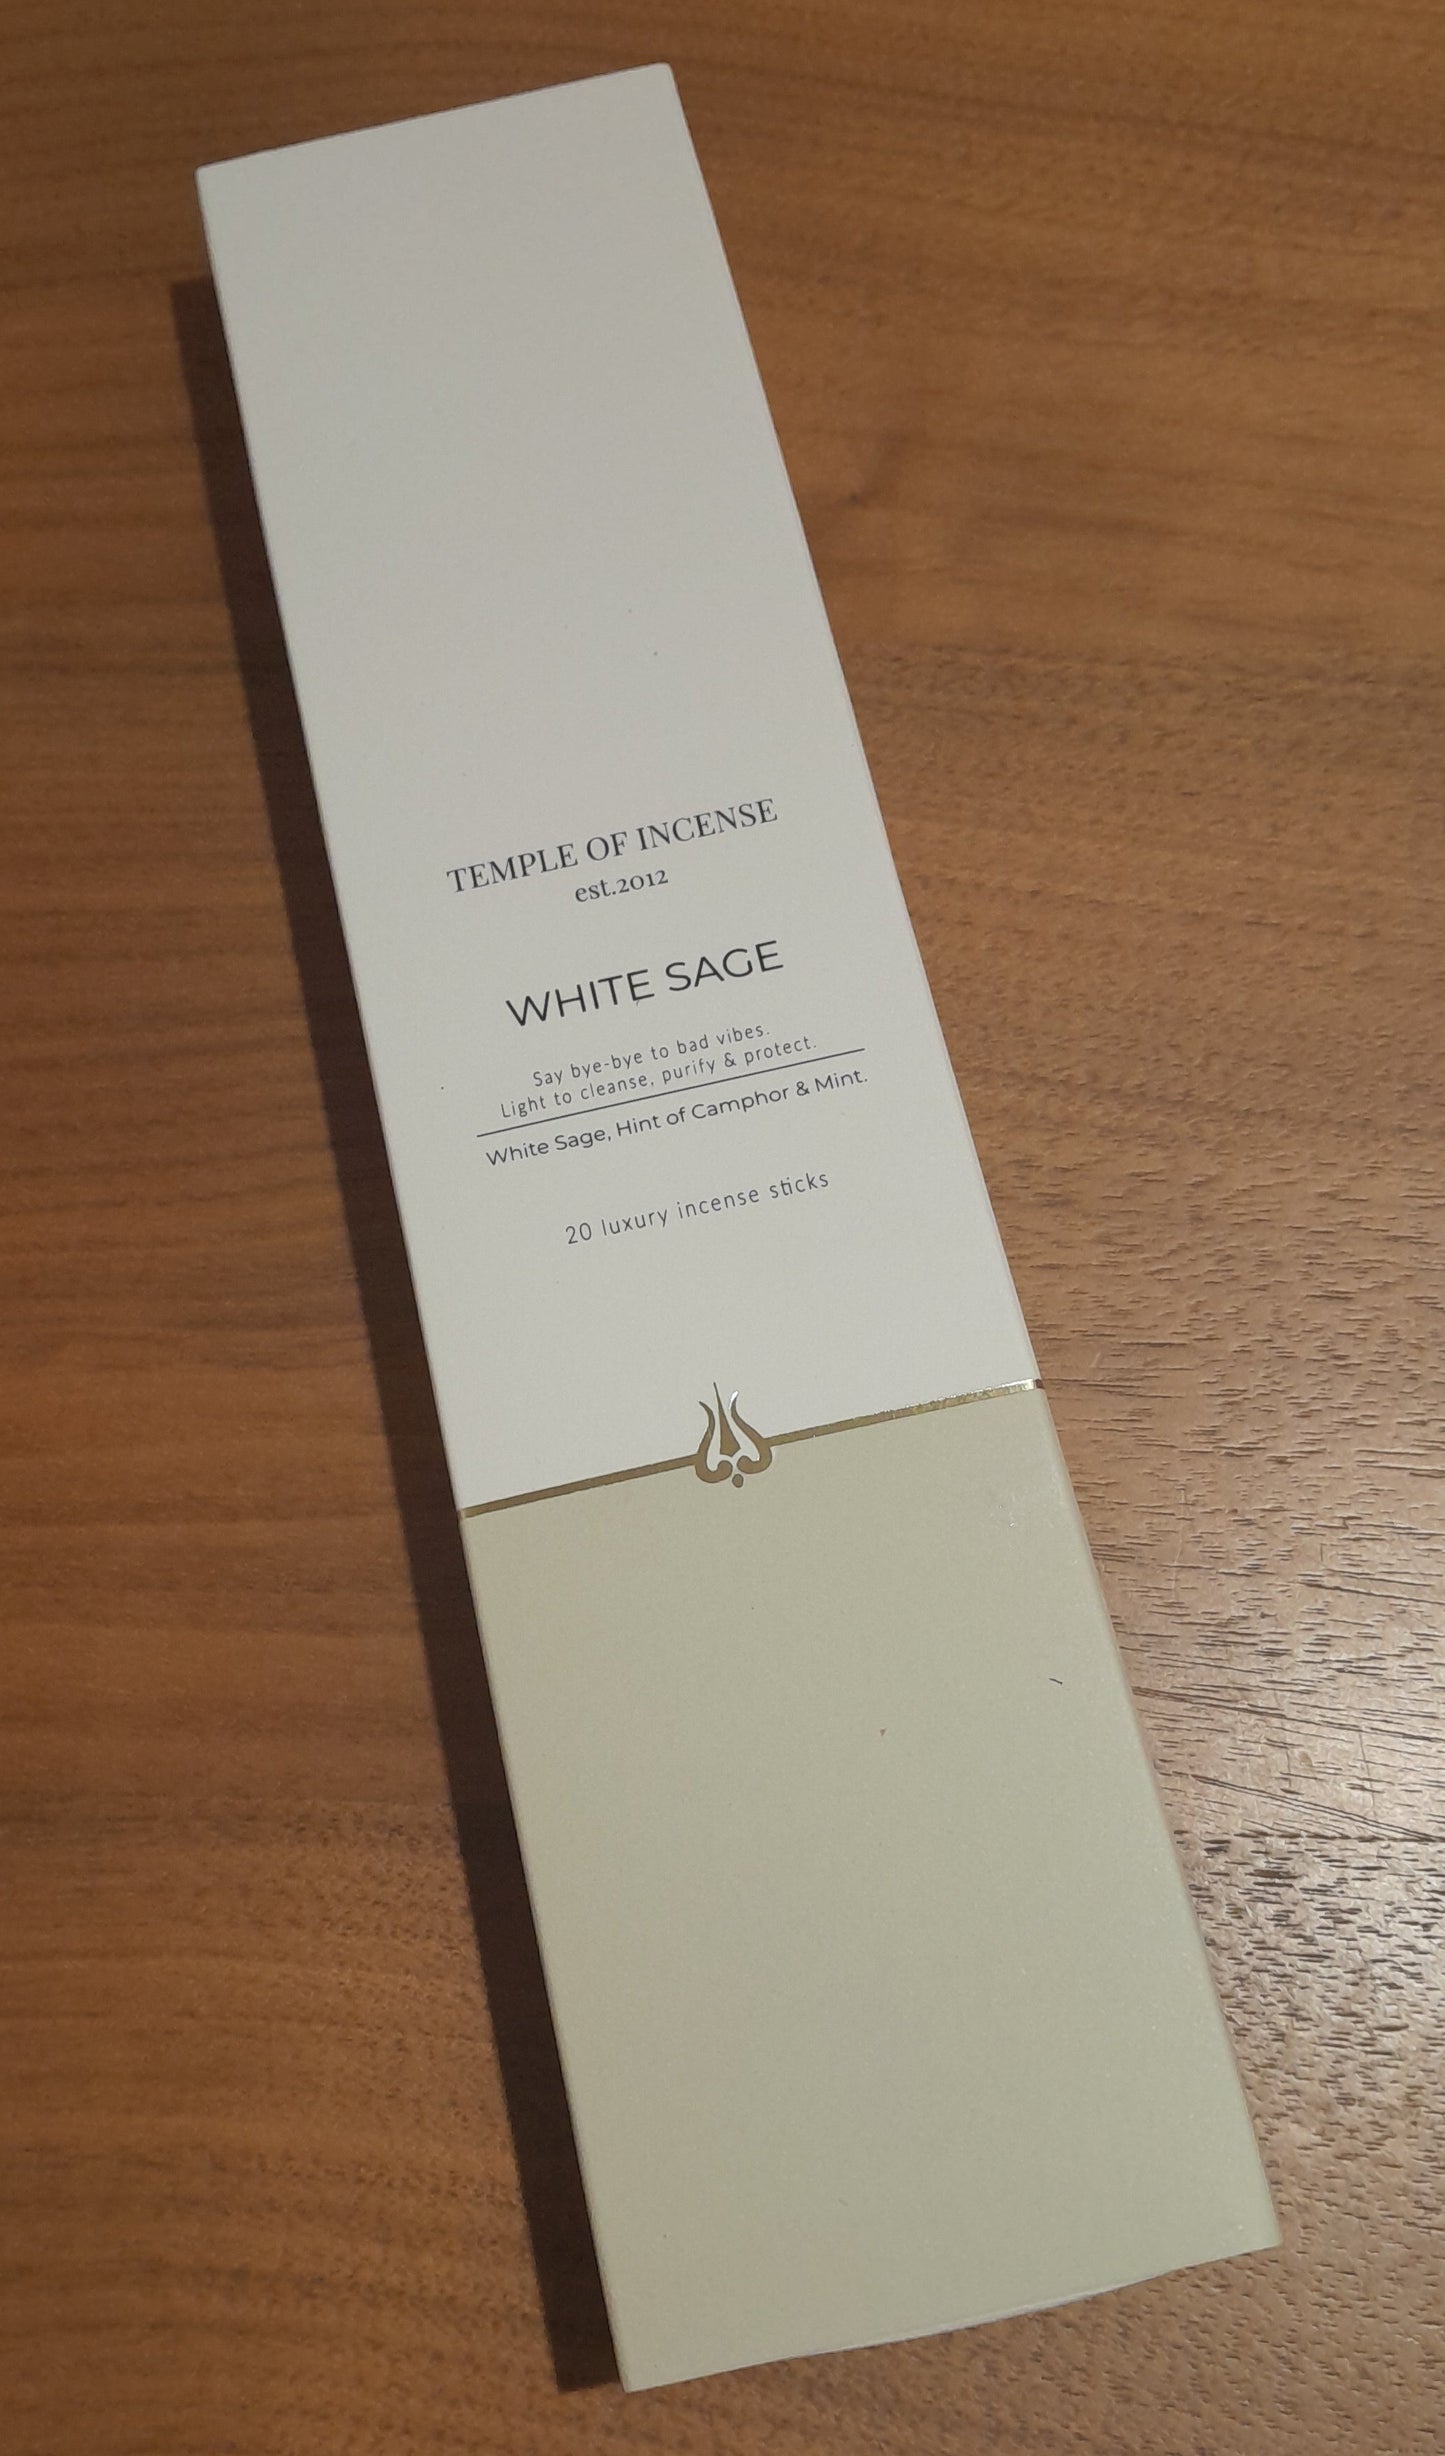 TEMPLE OF INCENSE
est.2012
WHITE SAGE
Say bye-bye to bad vibes.
Light to cleanse, purify & protect.
White Sage, Hint of Camphor & Mint.
20 luxury incense sticks